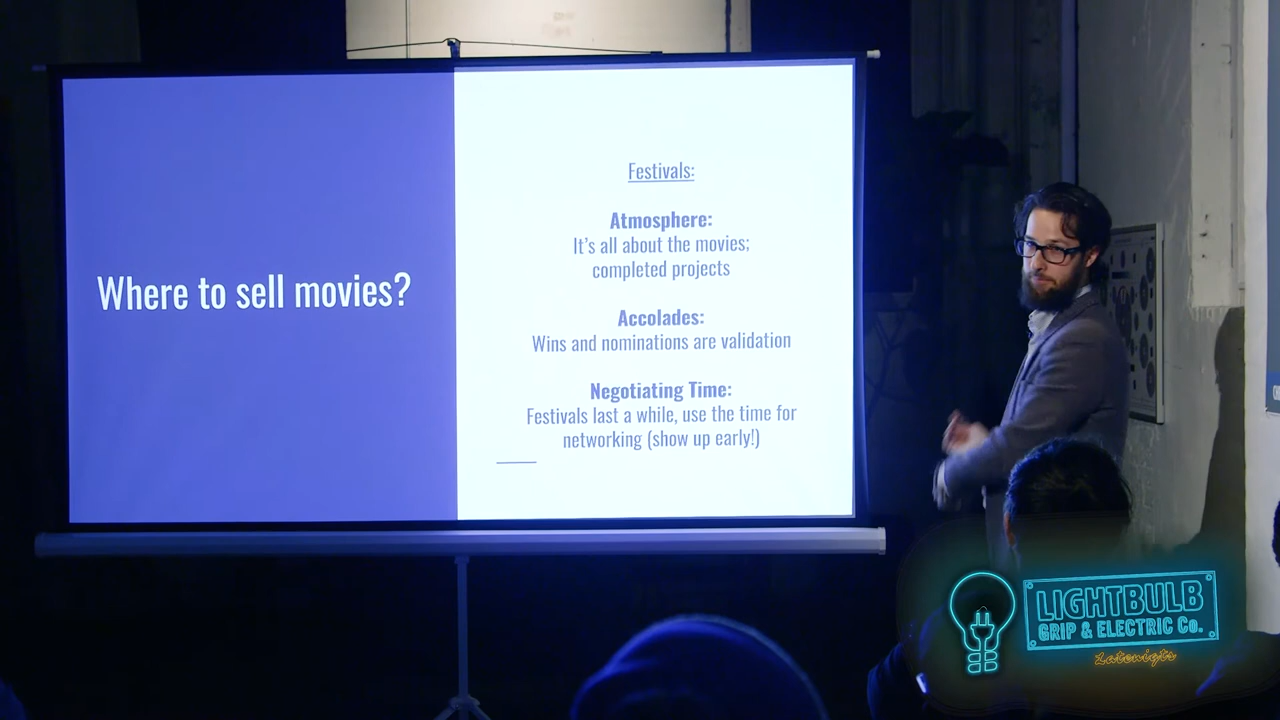 Where to sell movies?
Festivals:
Atmosphere:
It's all about the movies;
completed projects
Accolades:
Wins and nominations are validation
Negotiating Time:
Festivals last a while, use the time for
networking (show up early!)
LIGHTBULB
GRIP & ELECTRIC Co.
Latenigts